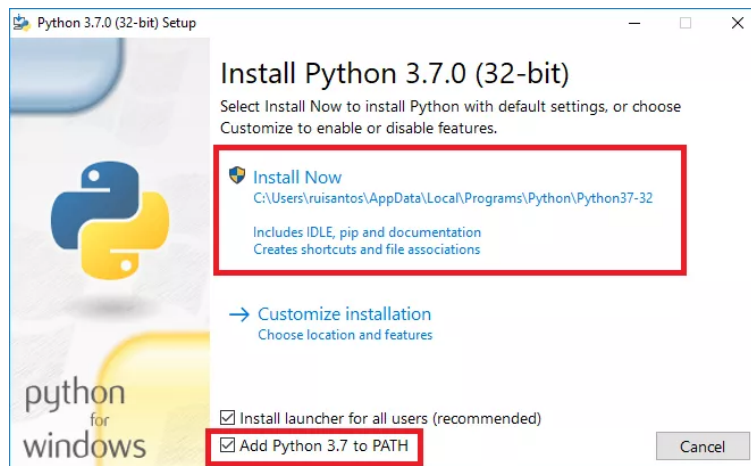 Python 3.7.0 (32-bit) Setup
Install Python 3.7.0 (32-bit)
Select Install Now to install Python with default settings, or choose
Customize to enable or disable features.
Install Now
C:\Users\ruisantos\AppData\Local\Programs\Python\Python37-32
Includes IDLE, pip and documentation
Creates shortcuts and file associations
Customize installation
Choose location and features
python
for
windows
Install launcher for all users (recommended)
Add Python 3.7 to PATH
Cancel